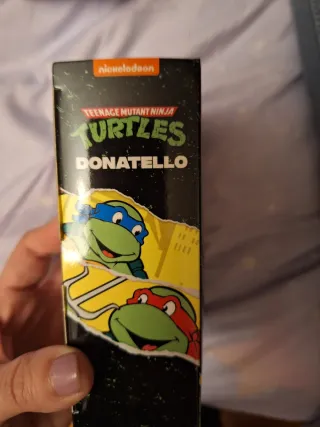 nickelodeon
TEENAGE MUTANT NINJA
TURTLES
DONATELLO